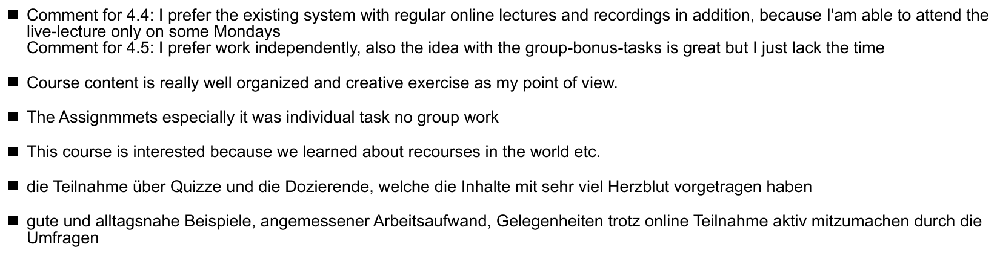 ■ Comment for 4.4: I prefer the existing system with regular online lectures and recordings in addition, because I'am able to attend the
live-lecture only on some Mondays
Comment for 4.5: I prefer work independently, also the idea with the group-bonus-tasks is great but I just lack the time
■ Course content is really well organized and creative exercise as my point of view.
■ The Assignmmets especially it was individual task no group work
■ This course is interested because we learned about recourses in the world etc.
■ die Teilnahme über Quizze und die Dozierende, welche die Inhalte mit sehr viel Herzblut vorgetragen haben
■ gute und alltagsnahe Beispiele, angemessener Arbeitsaufwand, Gelegenheiten trotz online Teilnahme aktiv mitzumachen durch die
Umfragen